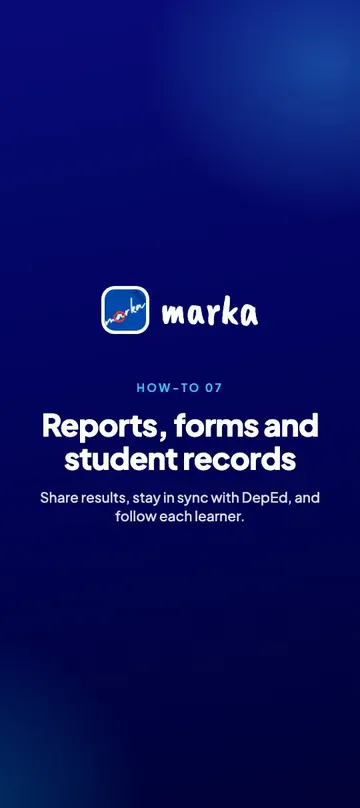 marka
marka
HOW-TO 07
Reports, forms and
student records
Share results, stay in sync with DepEd, and
follow each learner.